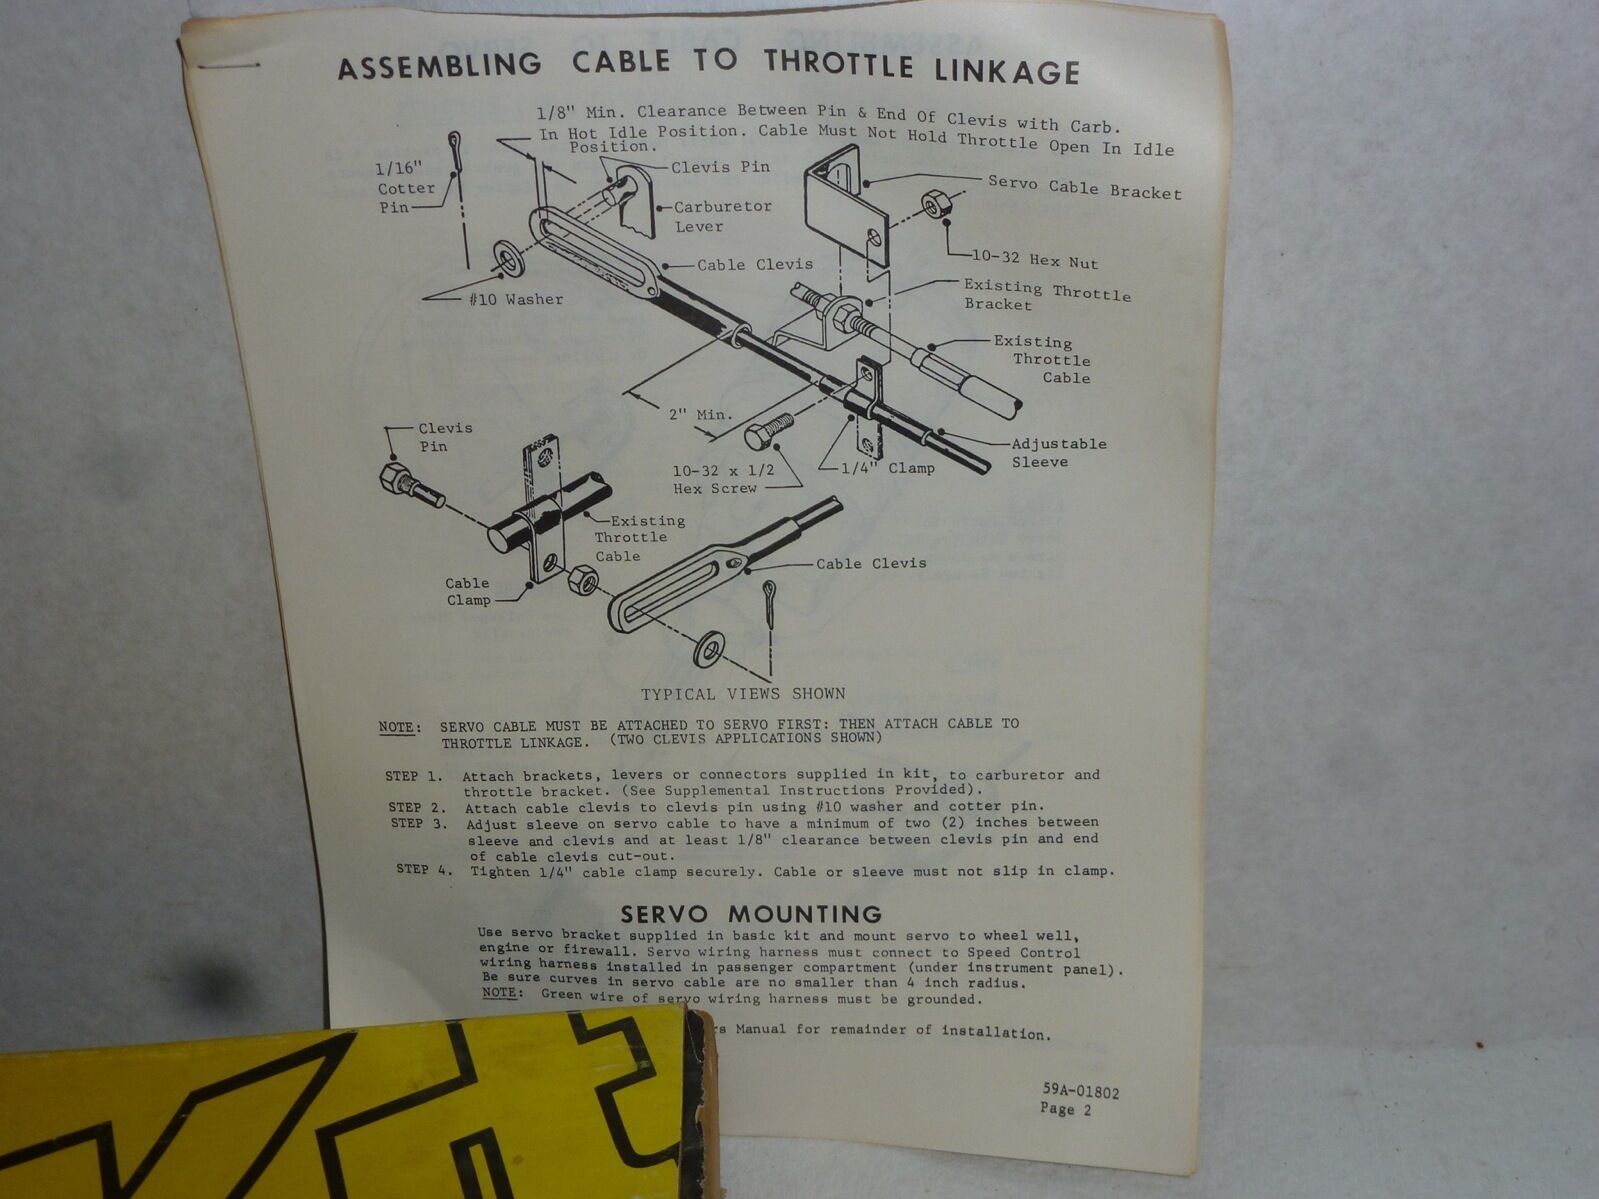 ASSEMBLING CABLE TO THROTTLE LINKAGE
1/8" Min. Clearance Between Pin & End Of Clevis with Carb.
In Hot Idle Position. Cable Must Not Hold Throttle Open In Idle
Position.
1/16"
Cotter
Pin
Clevis Pin
Carburetor
Lever
Servo Cable Bracket
10-32 Hex Nut
Cable Clevis
#10 Washer
Existing Throttle
Bracket
Existing
Throttle
Cable
2" Min.
Clevis
Pin
10-32 x 1/2
Hex Screw
1/4" Clamp
Adjustable
Sleeve
Existing
Throttle
Cable
Cable
Clamp
Cable Clevis
TYPICAL VIEWS SHOWN
NOTE: SERVO CABLE MUST BE ATTACHED TO SERVO FIRST: THEN ATTACH CABLE TO
THROTTLE LINKAGE. (TWO CLEVIS APPLICATIONS SHOWN)
STEP 1. Attach brackets, levers or connectors supplied in kit, to carburetor and
throttle bracket. (See Supplemental Instructions Provided).
STEP 2. Attach cable clevis to clevis pin using #10 washer and cotter pin.
STEP 3. Adjust sleeve on servo cable to have a minimum of two (2) inches between
sleeve and clevis and at least 1/8" clearance between clevis pin and end
of cable clevis cut-out.
STEP 4. Tighten 1/4" cable clamp securely. Cable or sleeve must not slip in clamp.
SERVO MOUNTING
Use servo bracket supplied in basic kit and mount servo to wheel well,
engine or firewall. Servo wiring harness must connect to Speed Control
wiring harness installed in passenger compartment (under instrument panel).
Be sure curves in servo cable are no smaller than 4 inch radius.
NOTE: Green wire of servo wiring harness must be grounded.
Manual for remainder of installation.
59A-01802
Page 2